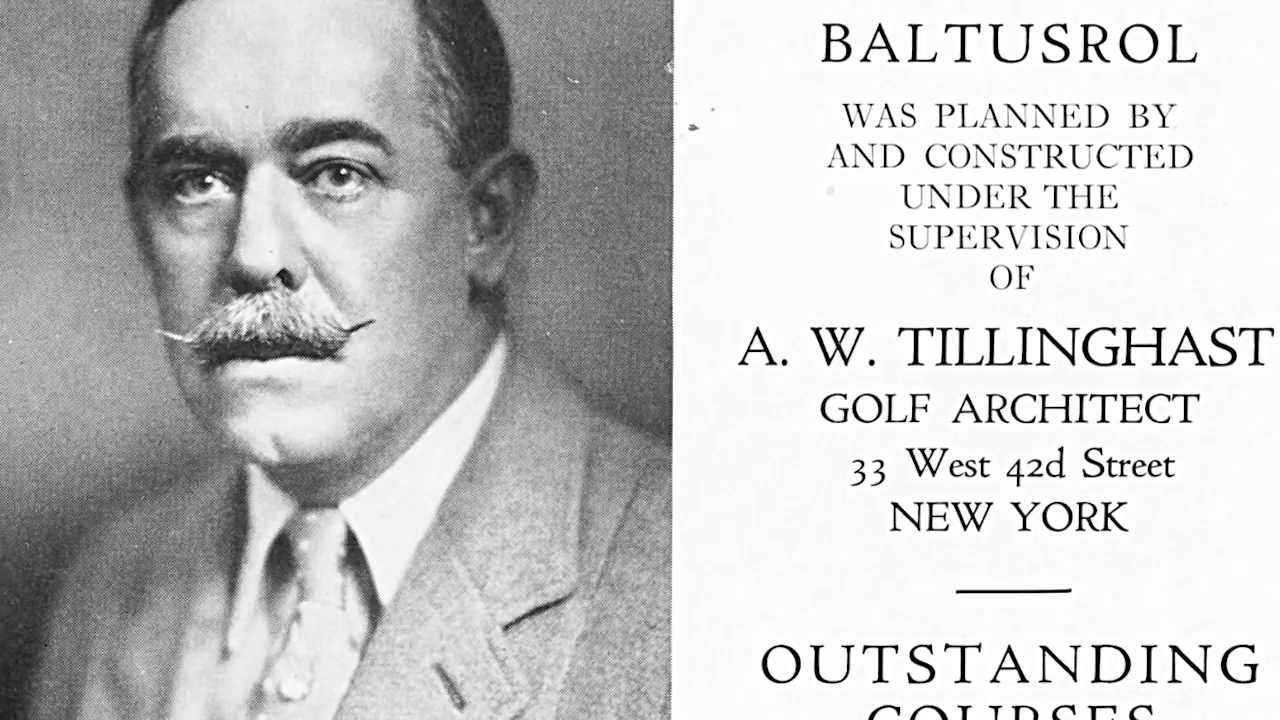 BALTUSROL
WAS PLANNED BY
AND CONSTRUCTED
UNDER THE
SUPERVISION
OF
A. W. TILLINGHAST
GOLF ARCHITECT
33 West 42d Street
NEW YORK
OUTSTANDING
COURSES